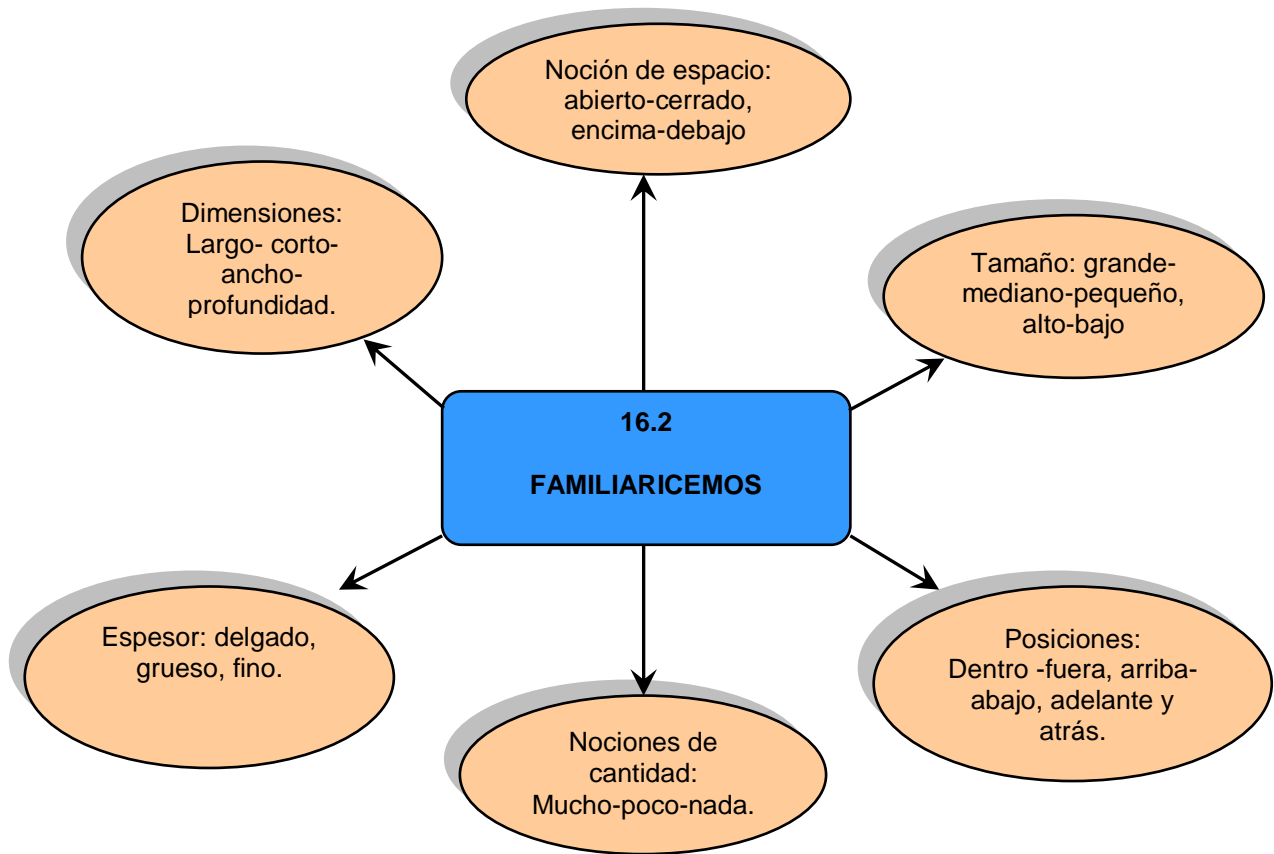 Noción de espacio:
abierto-cerrado,
encima-debajo
Dimensiones:
Largo- corto-
ancho-
profundidad.
Tamaño: grande-
mediano-pequeño,
alto-bajo
16.2
FAMILIARICEMOS
Espesor: delgado,
grueso, fino.
Posiciones:
Dentro -fuera, arriba-
abajo, adelante y
atrás.
Nociones de
cantidad:
Mucho-poco-nada.